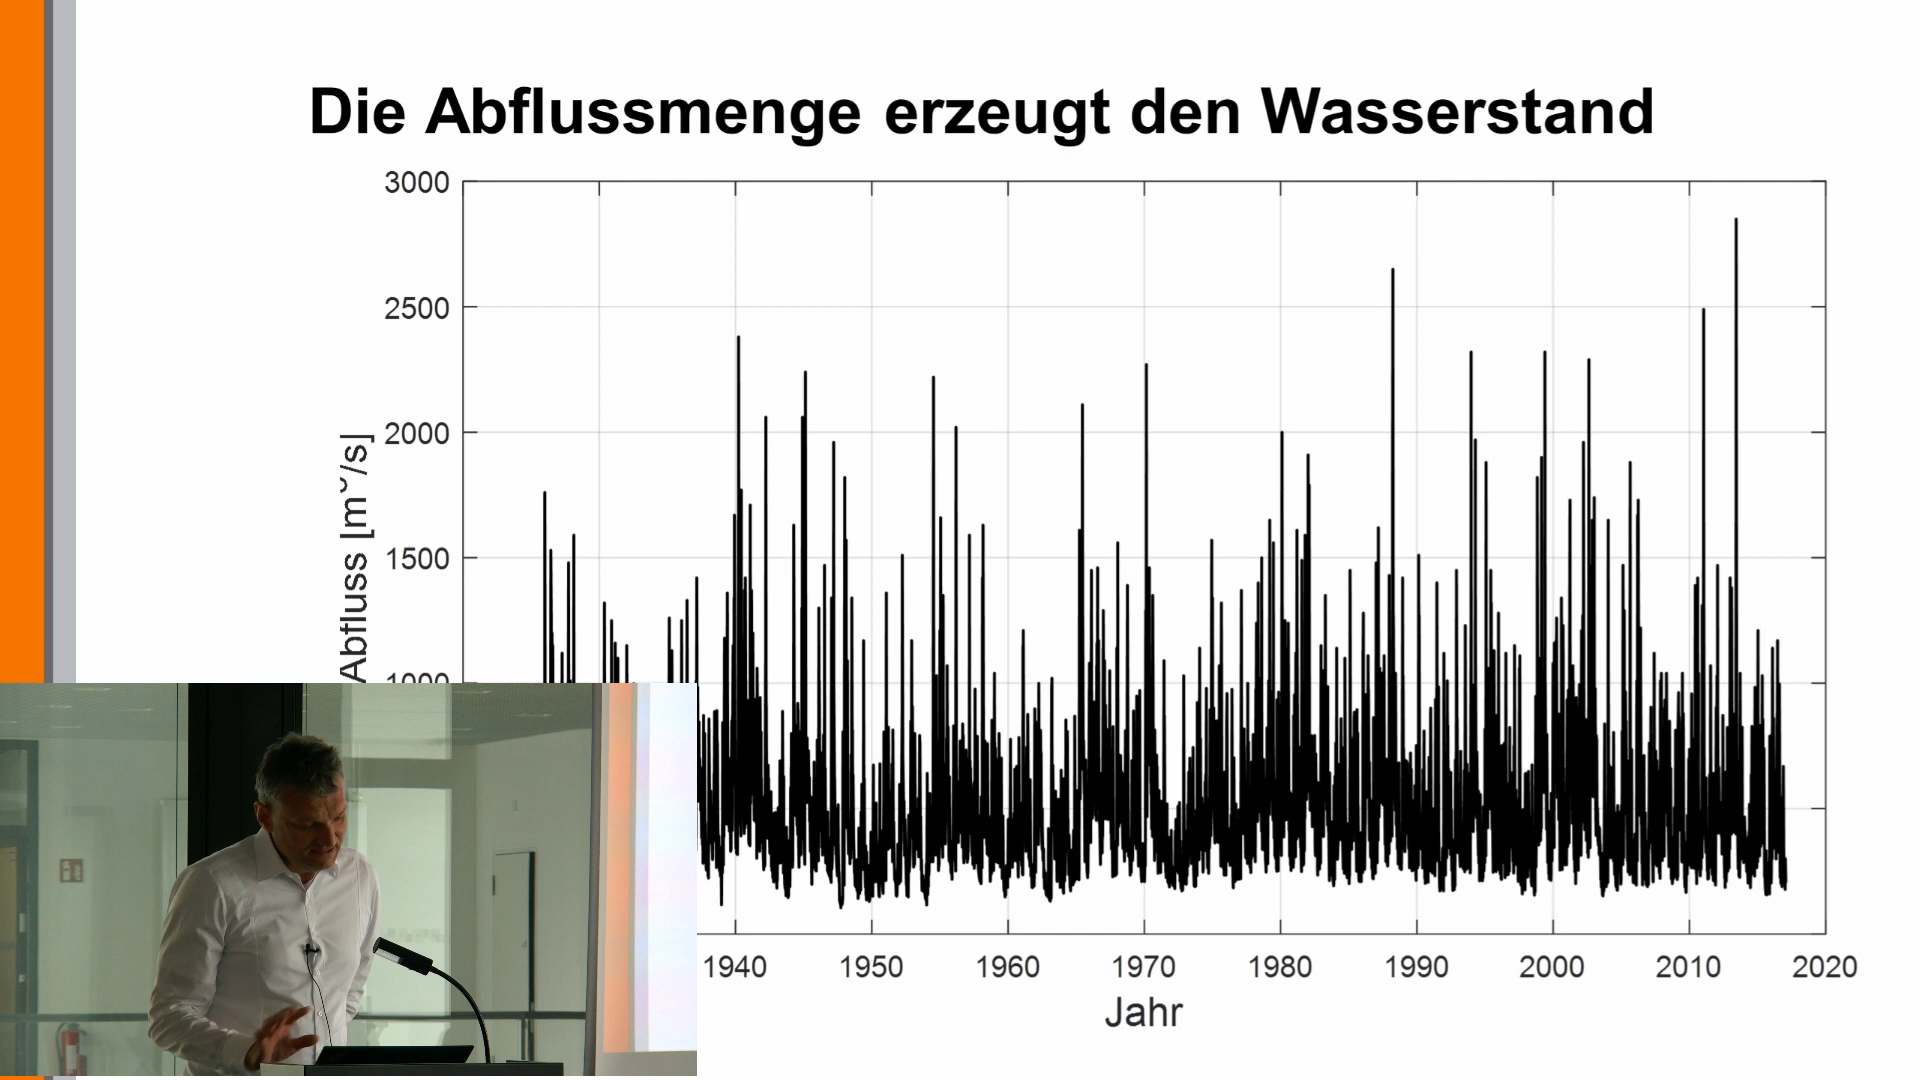 Die Abflussmenge erzeugt den Wasserstand
3000
2500
2000
1500
1000
Abfluss [m³/s]
1940 1950 1960 1970 1980 1990 2000 2010 2020
Jahr